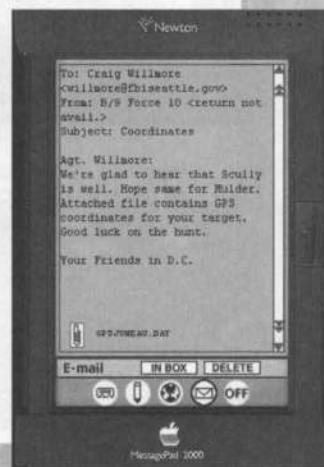 Newton
To: Craig Willmore
<willmore@fbiseattle.gov>
From: B/9 Force 10 <return not
avail.>
Subject: Coordinates
Agt. Willmore:
We're glad to hear that Scully
is well. Hope same for Mulder.
Attached file contains GPS
coordinates for your target.
Good luck on the hunt.
Your Friends in D.C.
GPSJUNEAU.DAT
E-mail IN BOX DELETE
OFF
MessagePad 2000